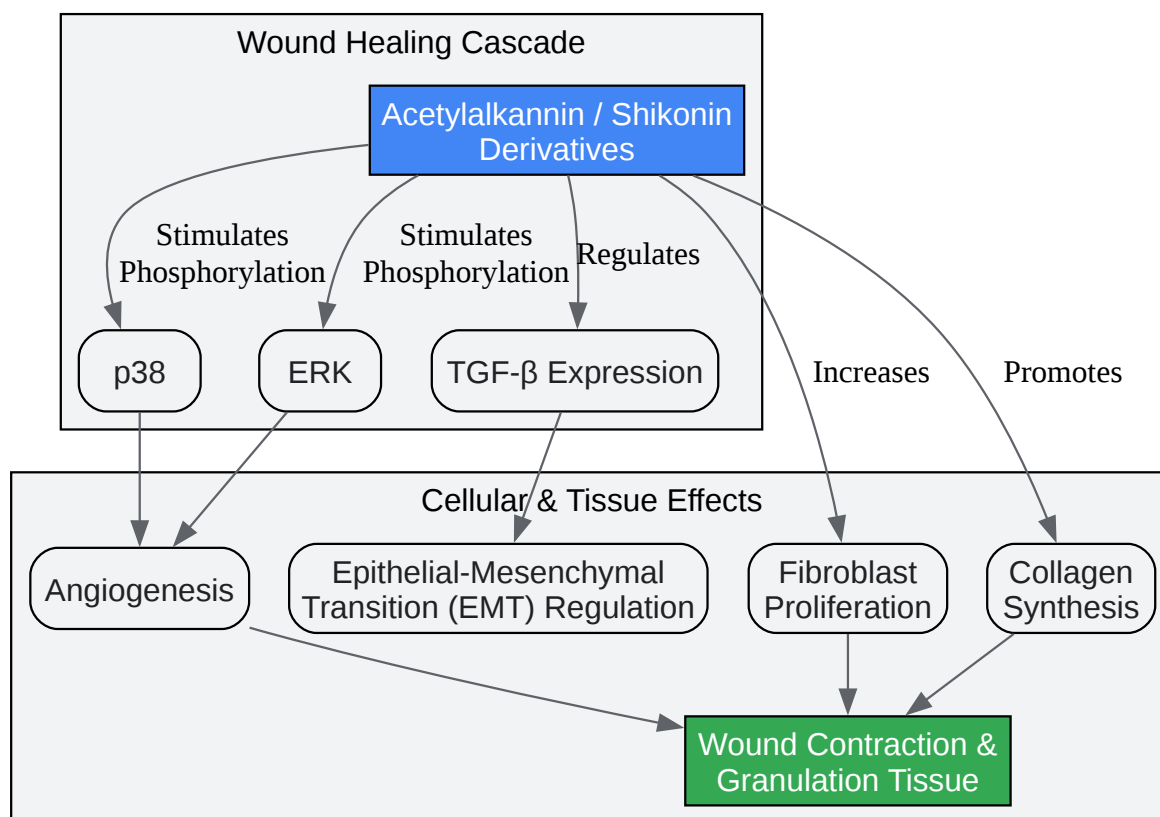 Wound Healing Cascade
Acetylalkannin / Shikonin
Derivatives
Stimulates
Phosphorylation
Stimulates
Phosphorylation
Regulates
p38
ERK
TGF-β Expression
Increases
Promotes
Cellular & Tissue Effects
Angiogenesis
Epithelial-Mesenchymal
Transition (EMT) Regulation
Fibroblast
Proliferation
Collagen
Synthesis
Wound Contraction &
Granulation Tissue